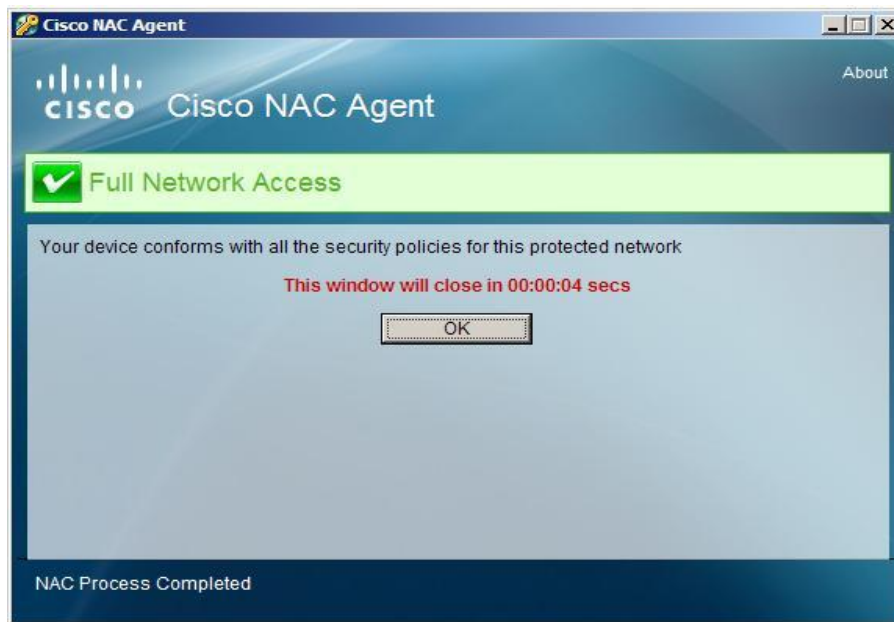 Cisco NAC Agent
About
CISCO Cisco NAC Agent
Full Network Access
Your device conforms with all the security policies for this protected network
This window will close in 00:00:04 secs
OK
NAC Process Completed